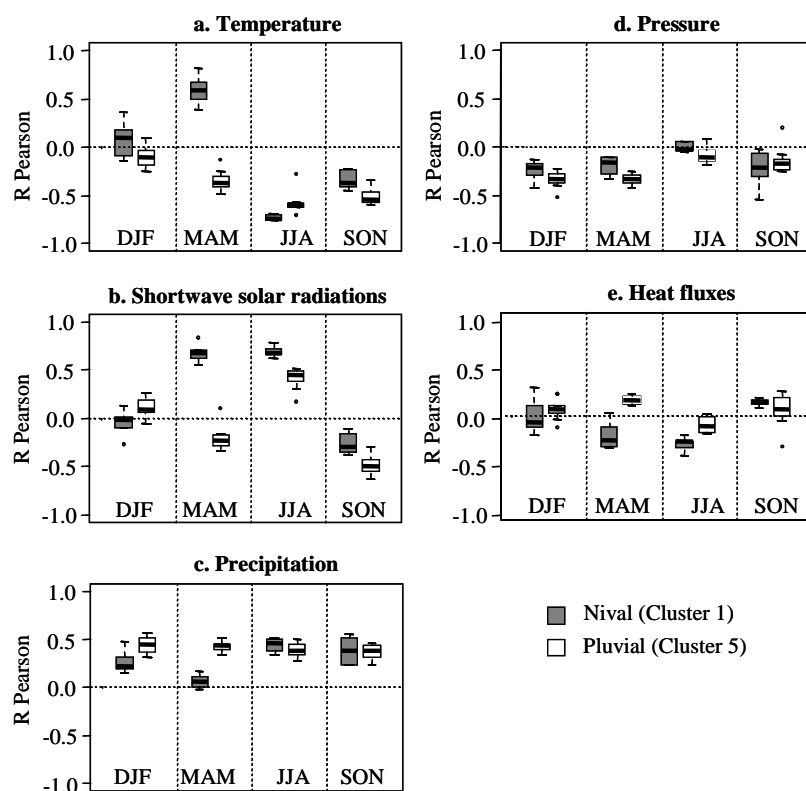 a. Temperature
R Pearson
1.0
0.5
0.0
-0.5
-1.0
DJF MAM JJA SON
b. Shortwave solar radiations
R Pearson
1.0
0.5
0.0
-0.5
-1.0
DJF MAM JJA SON
c. Precipitation
R Pearson
1.0
0.5
0.0
-0.5
-1.0
DJF MAM JJA SON
d. Pressure
R Pearson
1.0
0.5
0.0
-0.5
-1.0
DJF MAM JJA SON
e. Heat fluxes
R Pearson
1.0
0.5
0.0
-0.5
-1.0
DJF MAM JJA SON
Nival (Cluster 1)
Pluvial (Cluster 5)